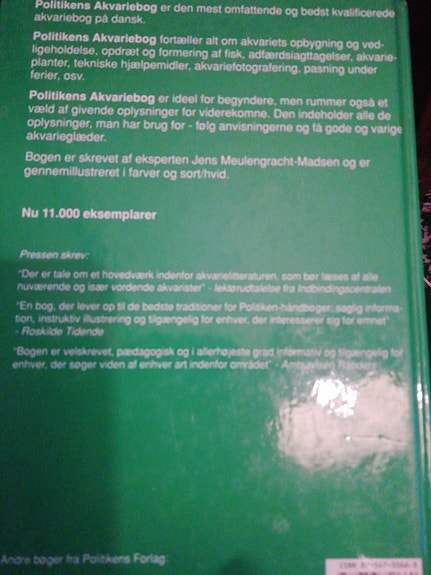 Politikens Akvariebog er den mest omfattende og bedst kvalificerede
akvariebog på dansk.
Politikens Akvariebog fortæller alt om akvariets opbygning og ved-
ligeholdelse, opdræt og formering af fisk, adfærdsiagttagelser, akvarie-
planter, tekniske hjælpemidler, akvariefotografering, pasning under
ferier, osv.
Politikens Akvariebog er ideel for begyndere, men rummer også et
væld af givende oplysninger for viderekomne. Den indeholder alle de
oplysninger, man har brug for - følg anvisningerne og få gode og varige
akvarieglæder.
Bogen er skrevet af eksperten Jens Meulengracht-Madsen og er
gennemillustreret i farver og sort/hvid.
Nu 11.000 eksemplarer
Pressen skrev:
"Der er tale om et hovedværk indenfor akvarielitteraturen, som bør læses af alle
nuværende og især vordende akvarister" - lektørudtalelse fra Indbindingscentralen
"En bog, der lever op til de bedste traditioner for Politiken-håndbøger: saglig informa-
tion, instruktiv illustrering og tilgængelig for enhver, der interesserer sig for emnet"
- Roskilde Tidende
"Bogen er velskrevet, pædagogisk og i allerhøjeste grad informativ og tilgængelig for
enhver, der søger viden af enhver art indenfor området" - Amtsavisen Randers
Andre bøger fra Politikens Forlag:
ISBN